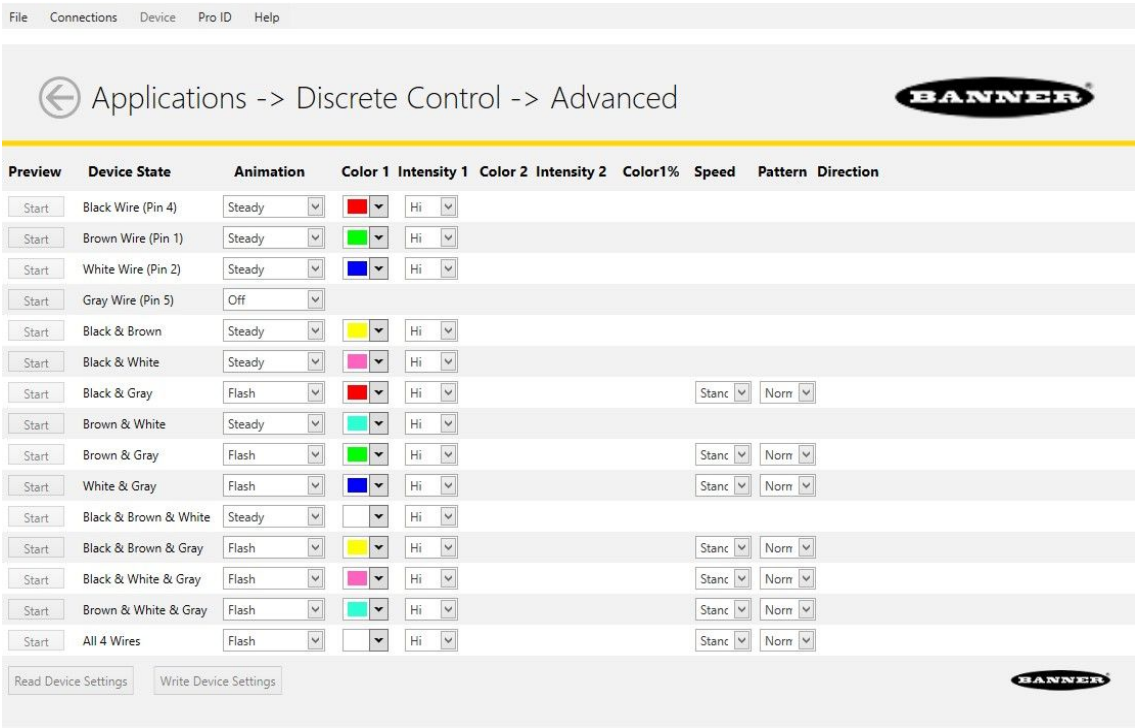 File Connections Device Pro ID Help
Applications -> Discrete Control -> Advanced BANNER
Preview Device State Animation Color 1 Intensity 1 Color 2 Intensity 2 Color1% Speed Pattern Direction
Start Black Wire (Pin 4) Steady Hi
Start Brown Wire (Pin 1) Steady Hi
Start White Wire (Pin 2) Steady Hi
Start Gray Wire (Pin 5) Off
Start Black & Brown Steady Hi
Start Black & White Steady Hi
Start Black & Gray Flash Hi Stanc Norm
Start Brown & White Steady Hi
Start Brown & Gray Flash Hi Stanc Norm
Start White & Gray Flash Hi Stanc Norm
Start Black & Brown & White Steady Hi
Start Black & Brown & Gray Flash Hi Stanc Norm
Start Black & White & Gray Flash Hi Stanc Norm
Start Brown & White & Gray Flash Hi Stanc Norm
Start All 4 Wires Flash Hi Stanc Norm
Read Device Settings Write Device Settings BANNER